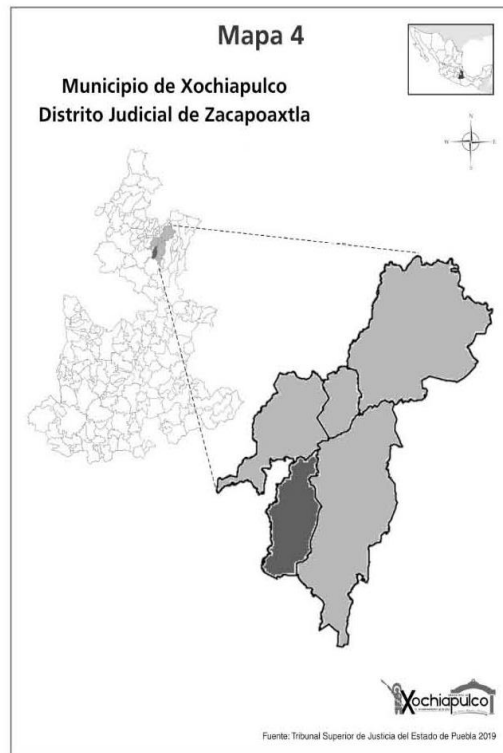 Mapa 4
Municipio de Xochiapulco
Distrito Judicial de Zacapoaxtla
N
W E
S
Xochiapulco
Fuente: Tribunal Superior de Justicia del Estado de Puebla 2019